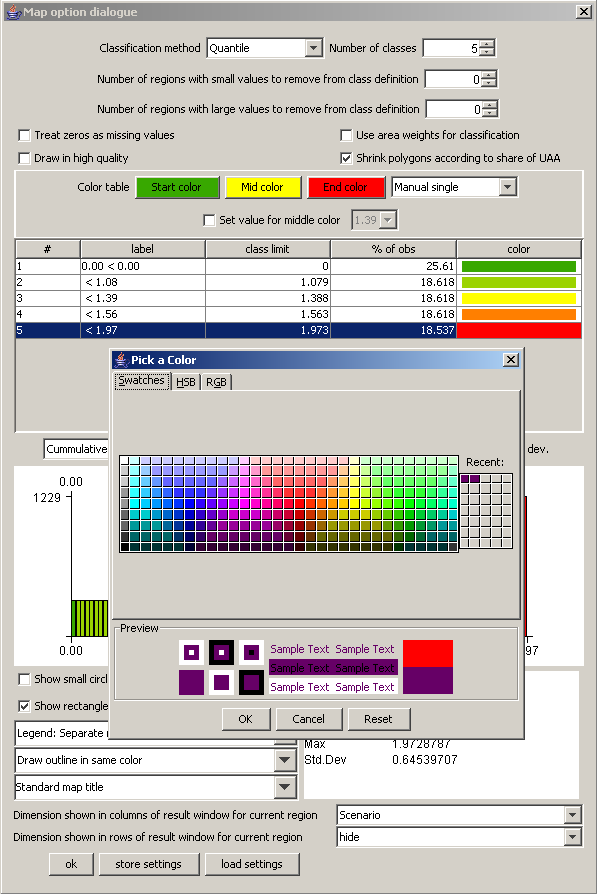 Map option dialogue
Classification method Quantile Number of classes 5
Number of regions with small values to remove from class definition 0
Number of regions with large values to remove from class definition 0
Treat zeros as missing values Use area weights for classification
Draw in high quality Shrink polygons according to share of UAA
Color table Start color Mid color End color Manual single
Set value for middle color 1.39
# label class limit % of obs color
1 0.00 < 0.00 0 25.61
2 < 1.08 1.079 18.618
3 < 1.39 1.388 18.618
4 < 1.56 1.563 18.618
5 < 1.97 1.973 18.537
Pick a Color
Swatches HSB RGB
Cummulative dev.
Recent:
0.00
1229
0.00 97
Preview
Sample Text Sample Text
Sample Text Sample Text
Sample Text Sample Text
Show small circl
Show rectangle
OK Cancel Reset
Legend: Separate
Max 1.9728787
Draw outline in same color Std.Dev 0.64539707
Standard map title
Dimension shown in columns of result window for current region Scenario
Dimension shown in rows of result window for current region hide
ok store settings load settings